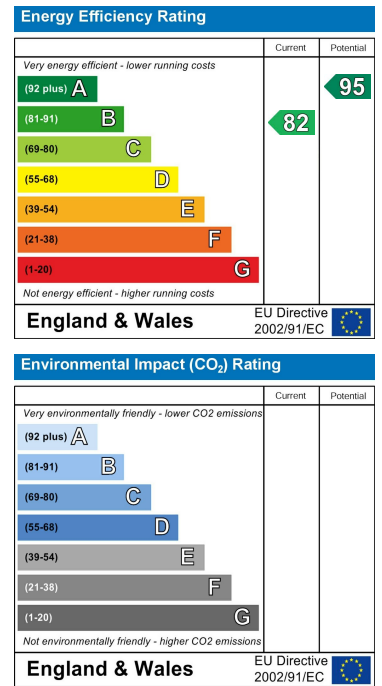 Energy Efficiency Rating
Current Potential
Very energy efficient - lower running costs
(92 plus) A
95
(81-91) B
82
(69-80) C
(55-68) D
(39-54) E
(21-38) F
(1-20) G
Not energy efficient - higher running costs
England & Wales
EU Directive
2002/91/EC
Environmental Impact (CO₂) Rating
Current Potential
Very environmentally friendly - lower CO2 emissions
(92 plus) A
(81-91) B
(69-80) C
(55-68) D
(39-54) E
(21-38) F
(1-20) G
Not environmentally friendly - higher CO2 emissions
England & Wales
EU Directive
2002/91/EC